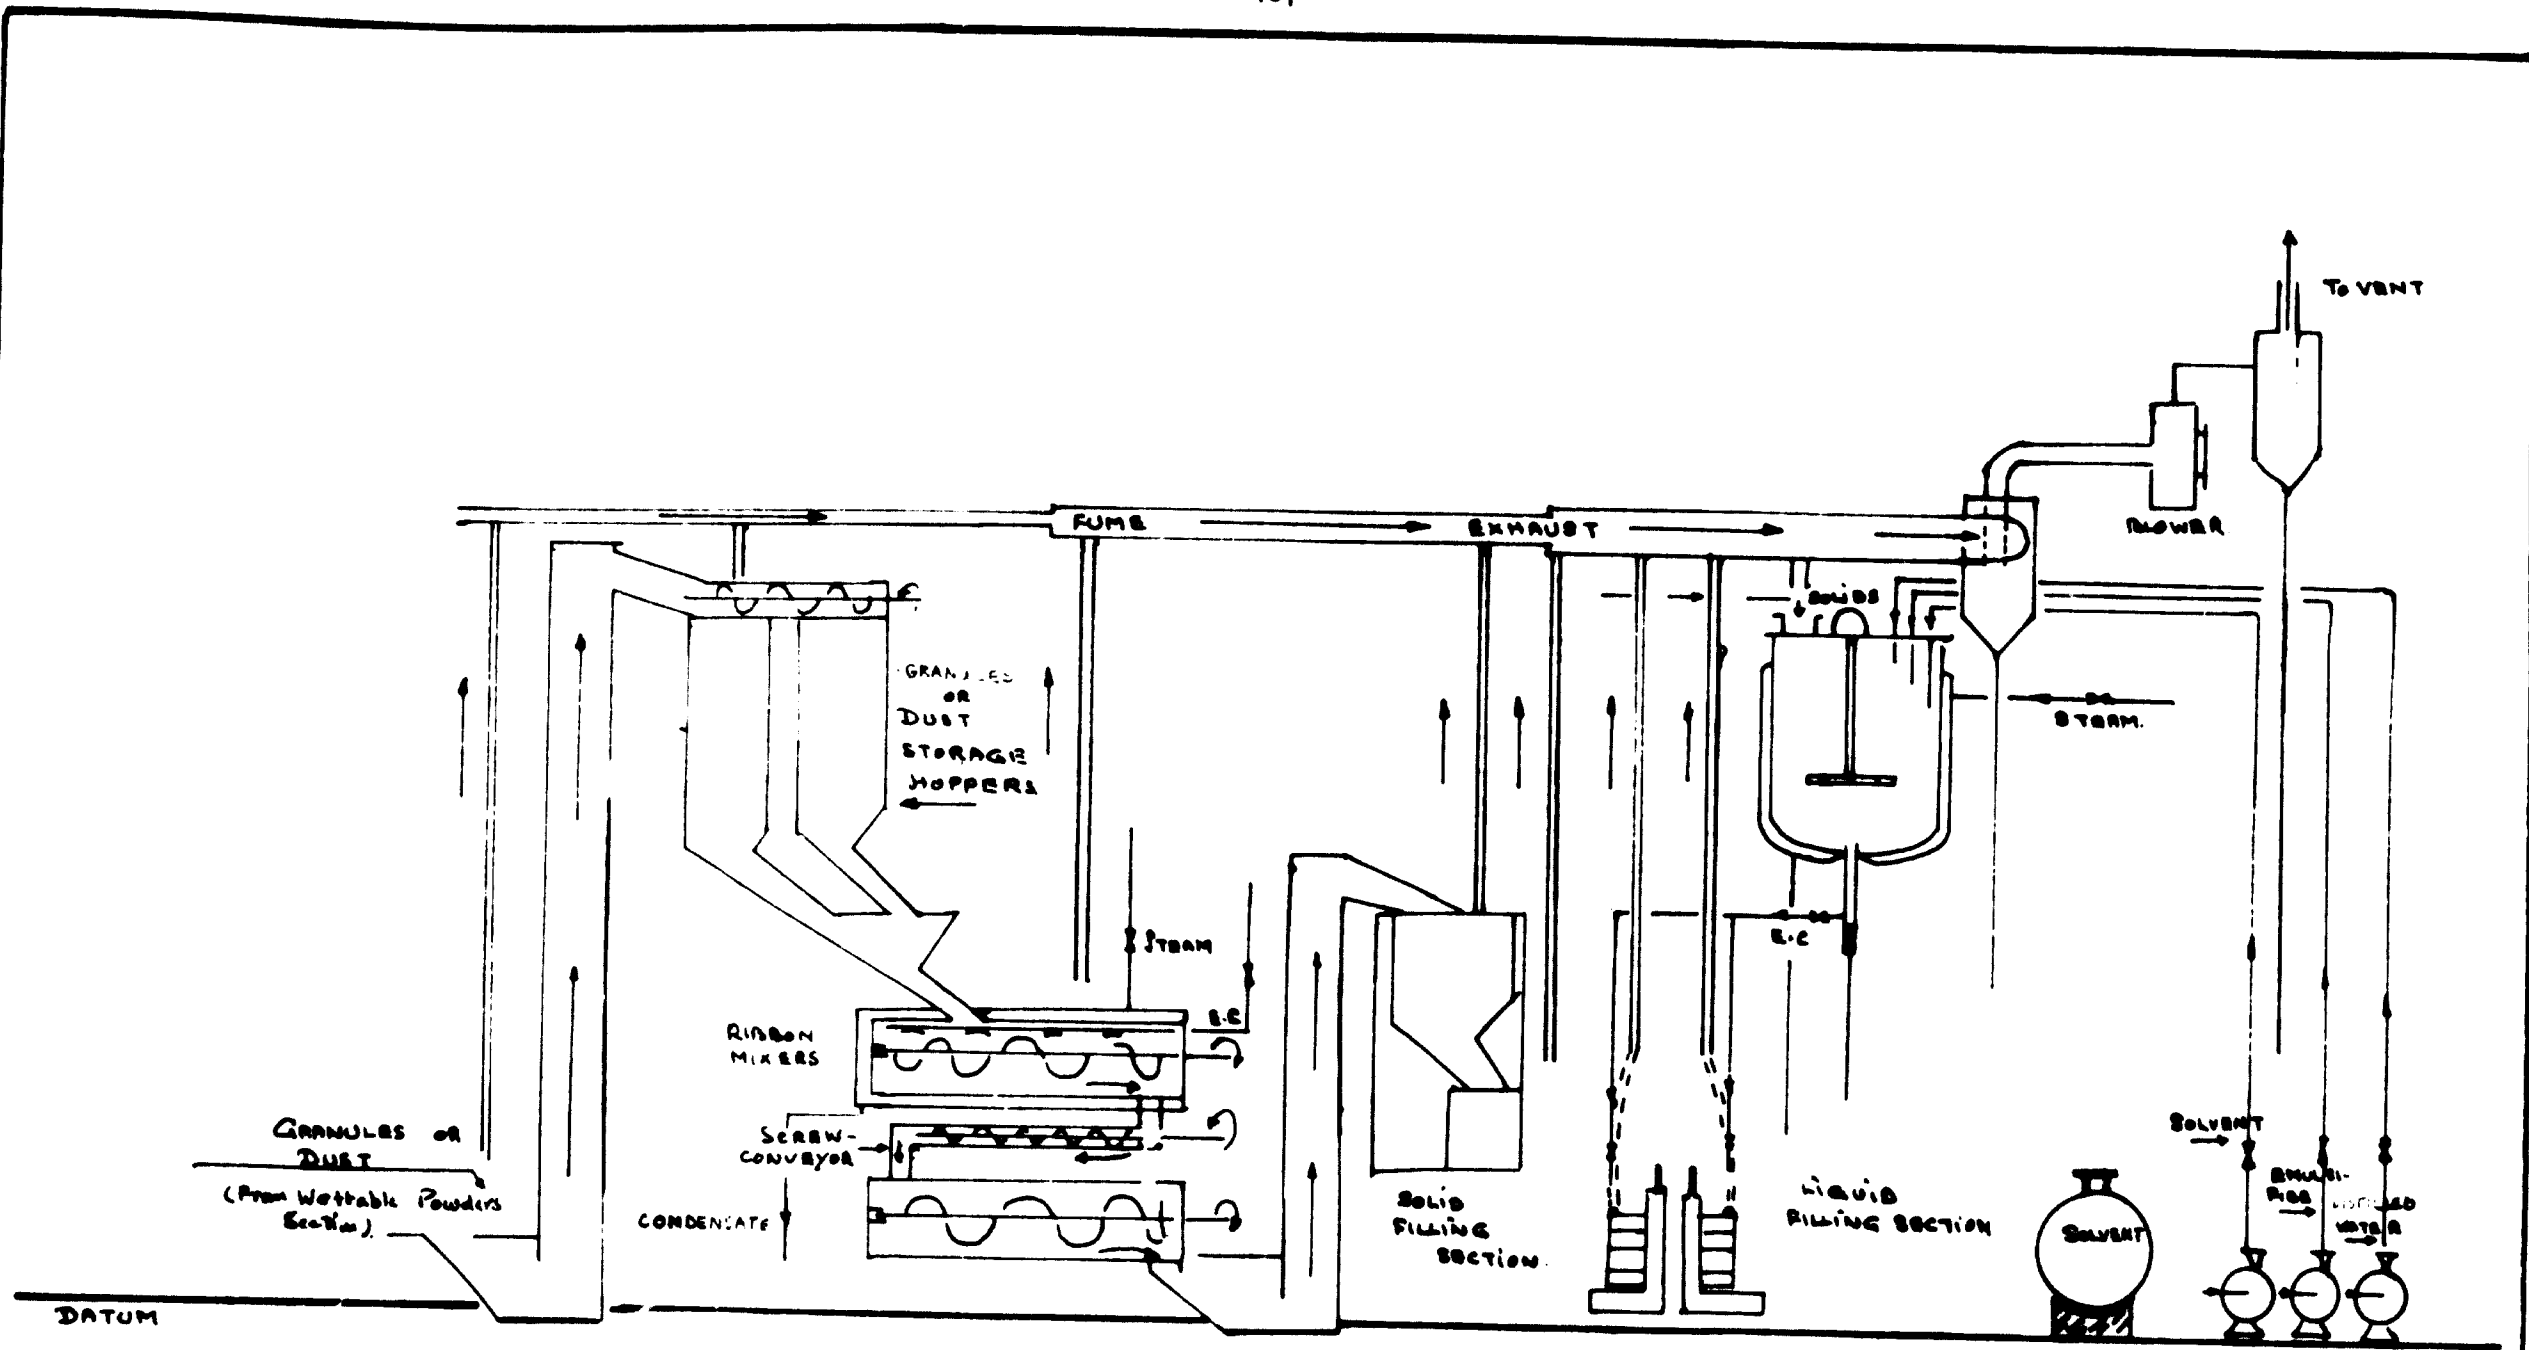 To VENT
BLOWER
FUME
EXHAUST
SOLIDS
STEAM.
GRANULES
OR
DUST
STORAGE
HOPPERS
STEAM
E.C
E.C
RIBBON
MIXERS
SCREW-
CONVEYOR
CONDENSATE
GRANULES OR
DUST
(From Wettable Powders
Section).
SOLID
FILLING
SECTION.
LIQUID
FILLING SECTION
SOLVENT
SOLVENT
EMULSI-
FIER
WATER
DATUM